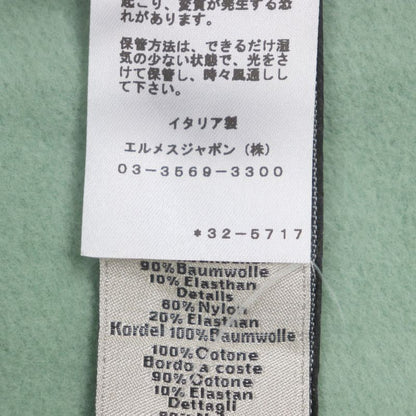 起こり、変質が発生する恐
れがあります。
保管方法は、できるだけ湿
気の少ない状態で、光をさ
けて保管し、時々風通しし
て下さい。
イタリア製
エルメスジャポン（株）
03-3569-3300
*32-5717
90%Baumwolle
10%Elasthan
Details
80%Nylon
20%Elasthan
Kordel 100%Baumwolle
100%Cotone
Bordo a coste
90%Cotone
10%Elastan
Dettagli